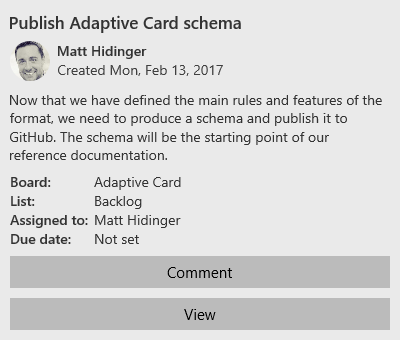 Publish Adaptive Card schema
Matt Hidinger
Created Mon, Feb 13, 2017
Now that we have defined the main rules and features of the
format, we need to produce a schema and publish it to
GitHub. The schema will be the starting point of our
reference documentation.
Board: Adaptive Card
List: Backlog
Assigned to: Matt Hidinger
Due date: Not set
Comment
View